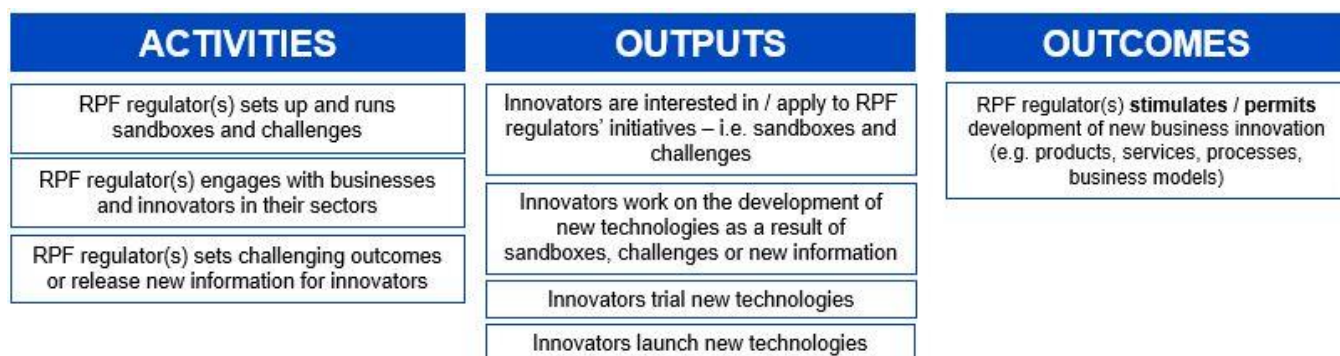 ACTIVITIES
RPF regulator(s) sets up and runs
sandboxes and challenges
RPF regulator(s) engages with businesses
and innovators in their sectors
RPF regulator(s) sets challenging outcomes
or release new information for innovators
OUTPUTS
Innovators are interested in / apply to RPF
regulators’ initiatives – i.e. sandboxes and
challenges
Innovators work on the development of
new technologies as a result of
sandboxes, challenges or new information
Innovators trial new technologies
Innovators launch new technologies
OUTCOMES
RPF regulator(s) stimulates / permits
development of new business innovation
(e.g. products, services, processes,
business models)